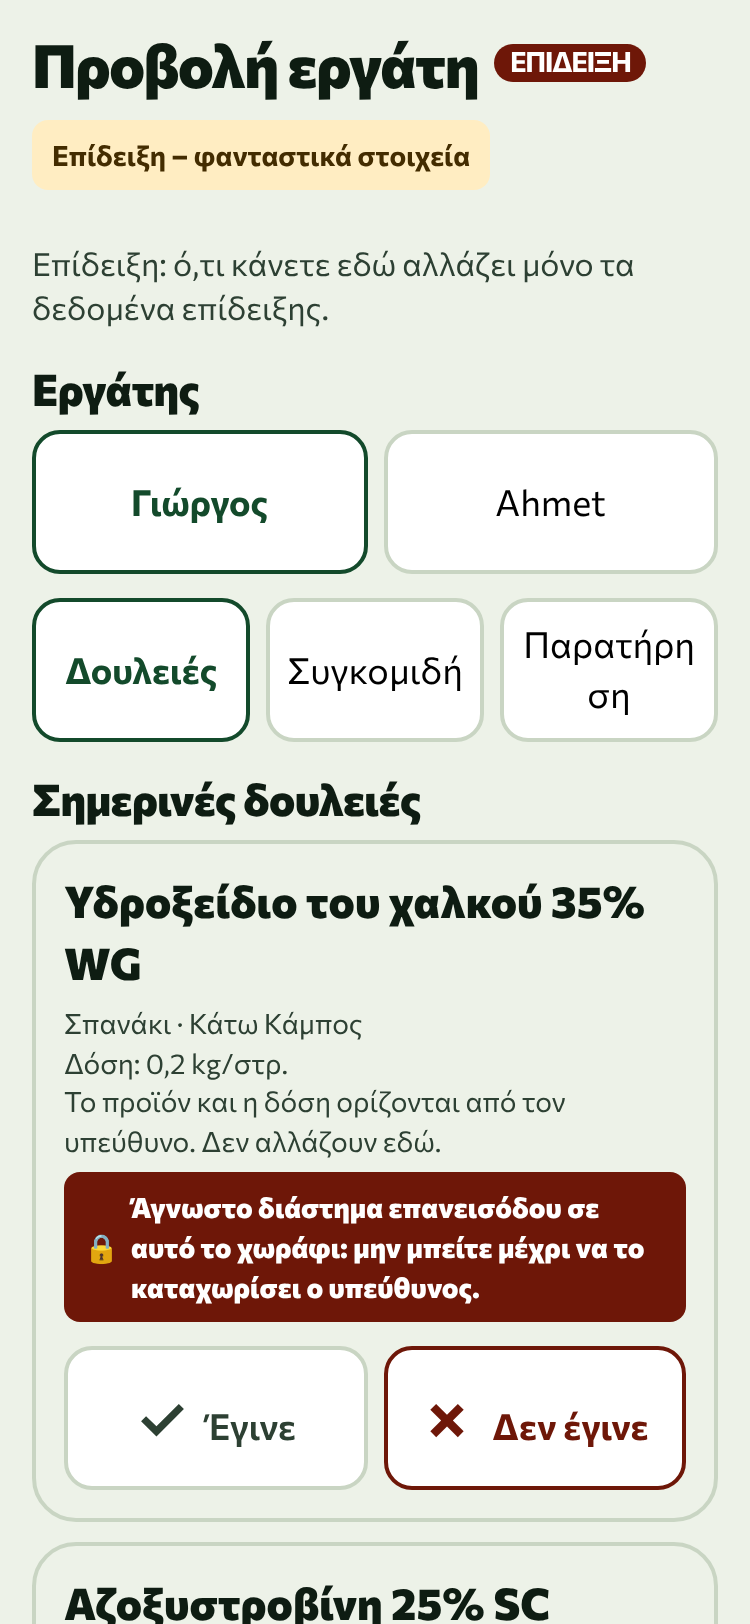 Προβολή εργάτη ΕΠΙΔΕΙΞΗ
Επίδειξη – φανταστικά στοιχεία
Επίδειξη: ό,τι κάνετε εδώ αλλάζει μόνο τα
δεδομένα επίδειξης.
Εργάτης
Γιώργος Ahmet
Δουλειές Συγκομιδή Παρατήρη
ση
Σημερινές δουλειές
Υδροξείδιο του χαλκού 35%
WG
Σπανάκι · Κάτω Κάμπος
Δόση: 0,2 kg/στρ.
Το προϊόν και η δόση ορίζονται από τον
υπεύθυνο. Δεν αλλάζουν εδώ.
Άγνωστο διάστημα επανεισόδου σε
αυτό το χωράφι: μην μπείτε μέχρι να το
καταχωρίσει ο υπεύθυνος.
Έγινε Δεν έγινε
Αζοξυστροβίνη 25% SC